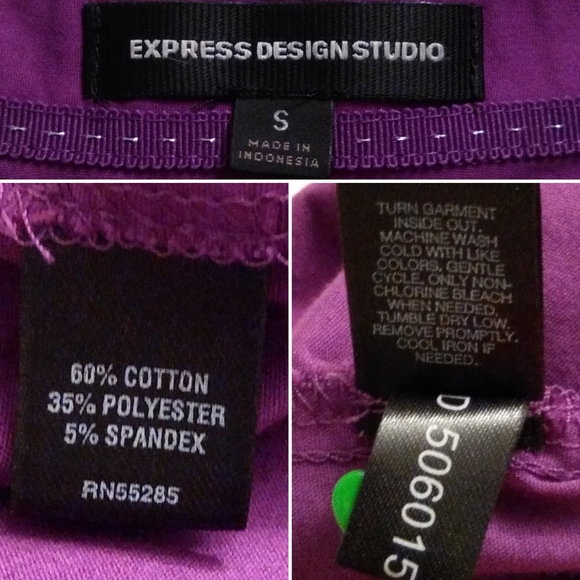 EXPRESS DESIGN STUDIO
S
MADE IN
INDONESIA
60% COTTON
35% POLYESTER
5% SPANDEX
RN55285
TURN GARMENT
INSIDE OUT.
MACHINE WASH
COLD WITH LIKE
COLORS, GENTLE
CYCLE. ONLY NON-
CHLORINE BLEACH
WHEN NEEDED.
TUMBLE DRY LOW.
REMOVE PROMPTLY.
COOL IRON IF
NEEDED.
D 506015